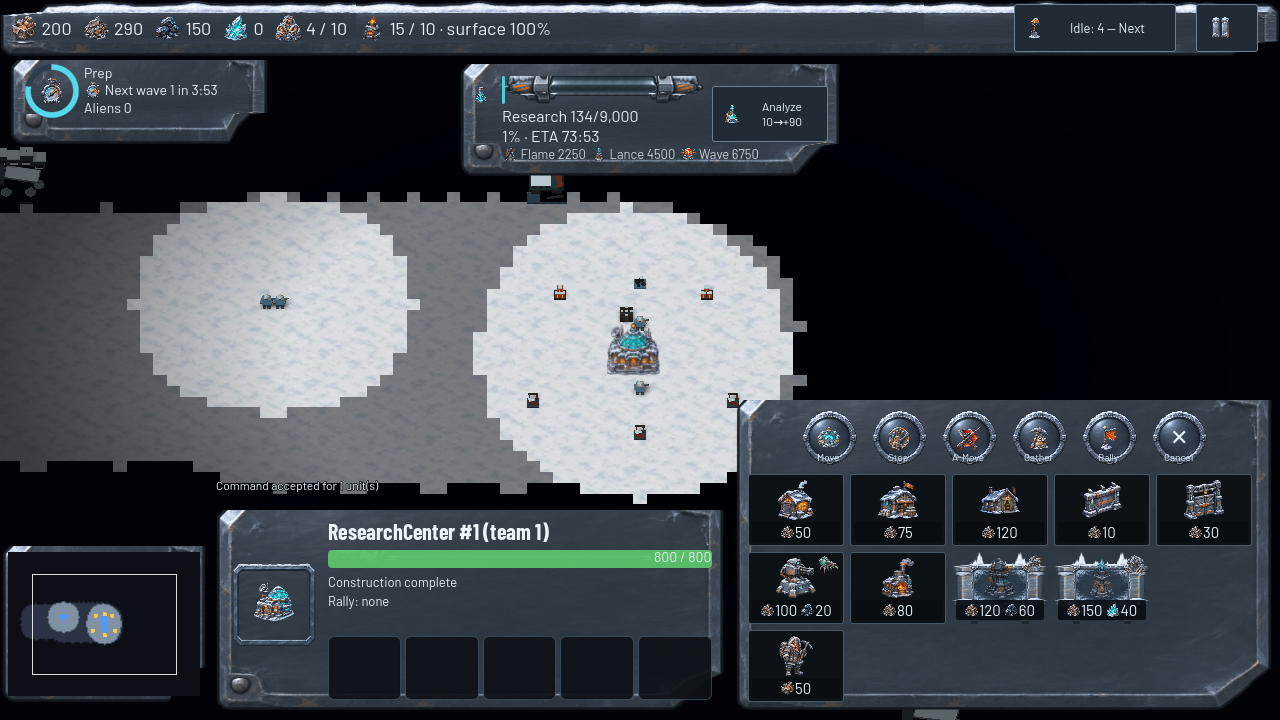 200 290 150 0 4 / 10 15 / 10 · surface 100%
Idle: 4 — Next
Prep
Next wave 1 in 3:53
Aliens 0
Research 134/9,000
1% · ETA 73:53
Flame 2250 Lance 4500 Wave 6750
Analyze
10→+90
Command accepted for 1 unit(s)
ResearchCenter #1 (team 1)
800 / 800
Construction complete
Rally: none
Move Stop A-Move Gather Rally Cancel
50 75 120 10 30
100 20 80 120 60 150 40
50